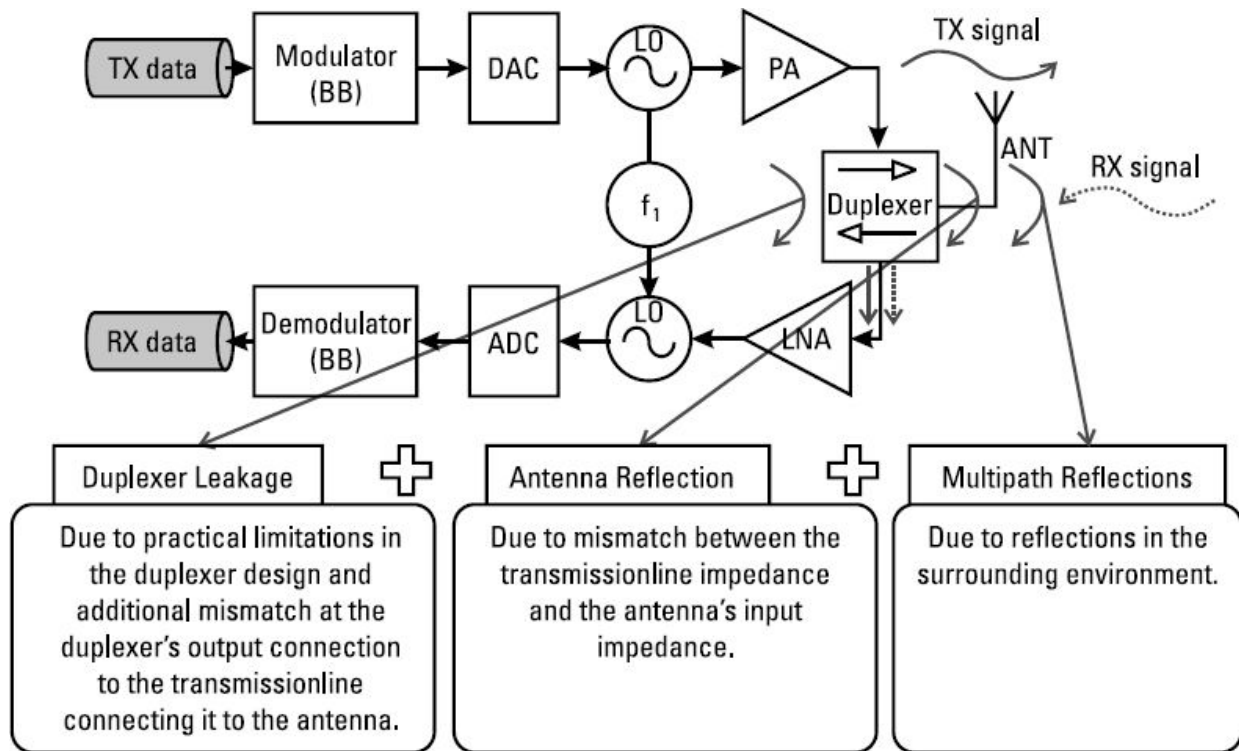 TX data
Modulator
(BB)
DAC
LO
PA
TX signal
ANT
RX signal
Duplexer
f₁
RX data
Demodulator
(BB)
ADC
LO
LNA
Duplexer Leakage
Due to practical limitations in
the duplexer design and
additional mismatch at the
duplexer's output connection
to the transmissionline
connecting it to the antenna.
Antenna Reflection
Due to mismatch between the
transmissionline impedance
and the antenna's input
impedance.
Multipath Reflections
Due to reflections in the
surrounding environment.